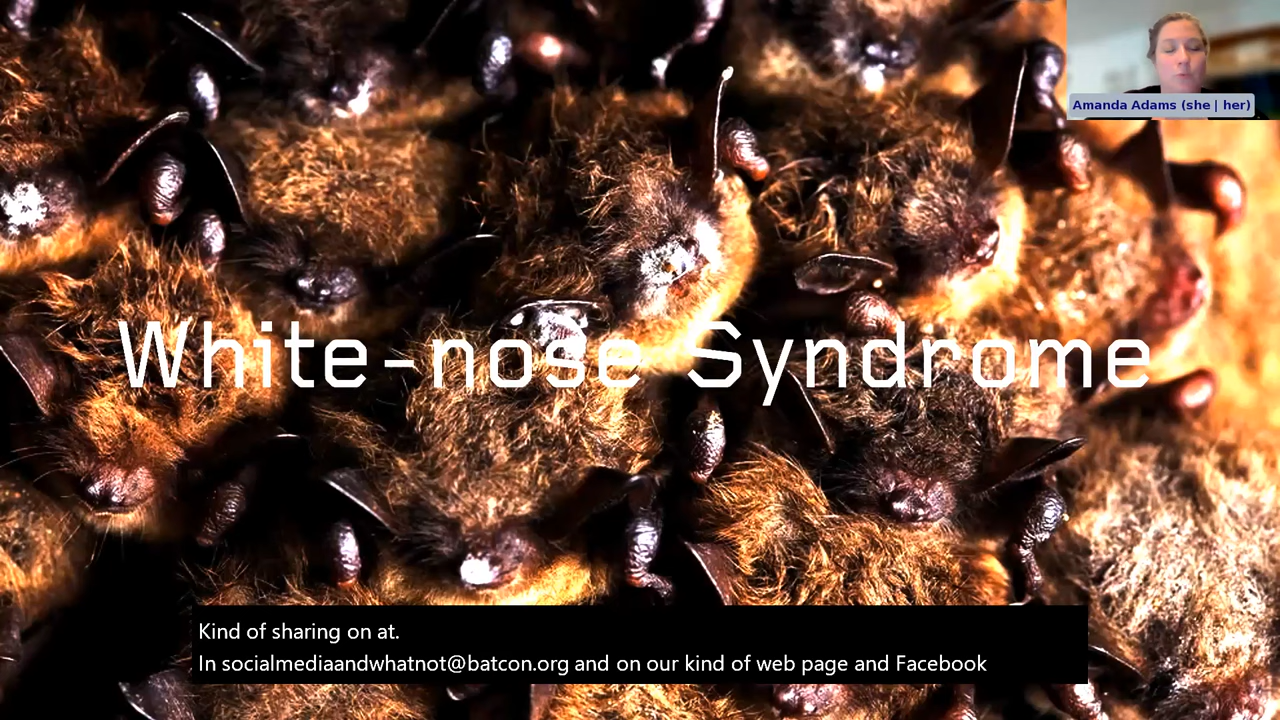 Amanda Adams (she | her)
White-nose Syndrome
Kind of sharing on at.
In socialmediaandwhatnot@batcon.org and on our kind of web page and Facebook